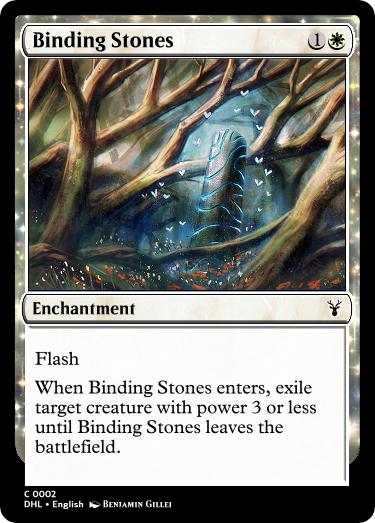 Binding Stones 1
Enchantment
Flash
When Binding Stones enters, exile
target creature with power 3 or less
until Binding Stones leaves the
battlefield.
C 0002
DHL • English Benjamin Gillei